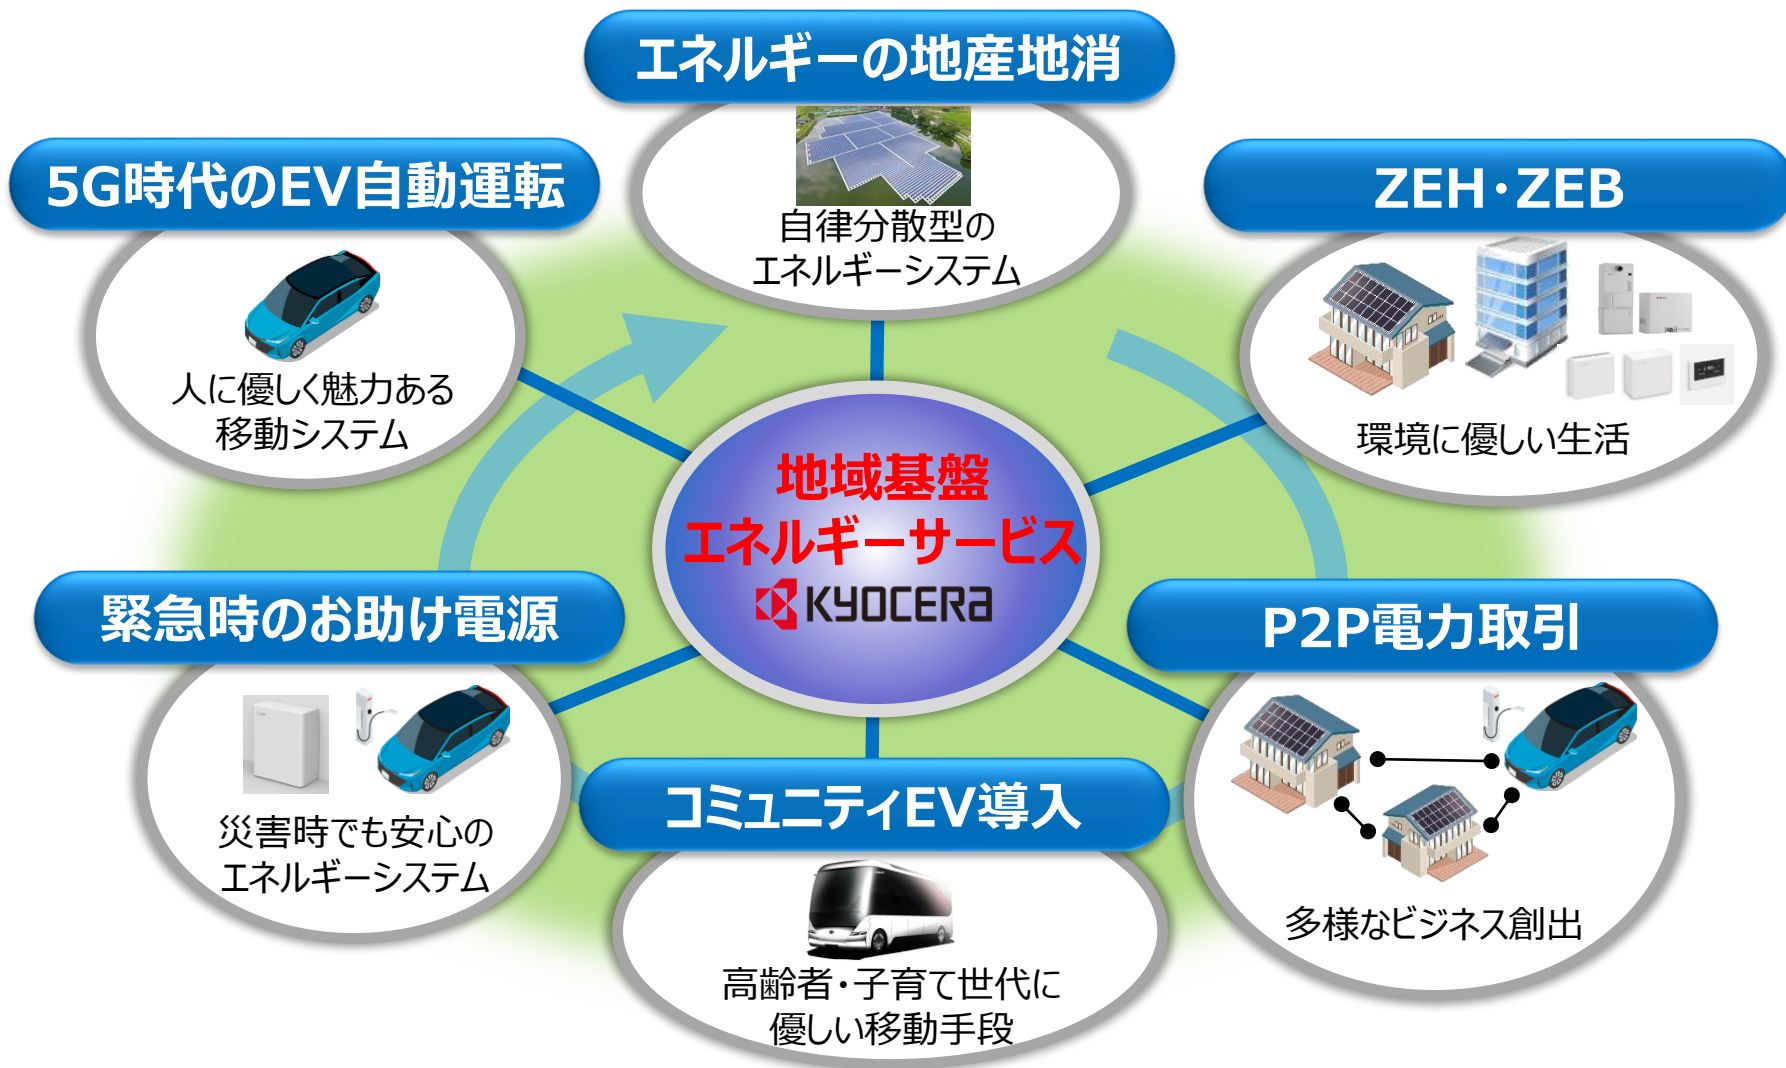 エネルギーの地産地消
自律分散型の
エネルギーシステム
5G時代のEV自動運転
人に優しく魅力ある
移動システム
ZEH・ZEB
環境に優しい生活
地域基盤
エネルギーサービス
KYOCERA
緊急時のお助け電源
災害時でも安心の
エネルギーシステム
P2P電力取引
多様なビジネス創出
コミュニティEV導入
高齢者・子育て世代に
優しい移動手段